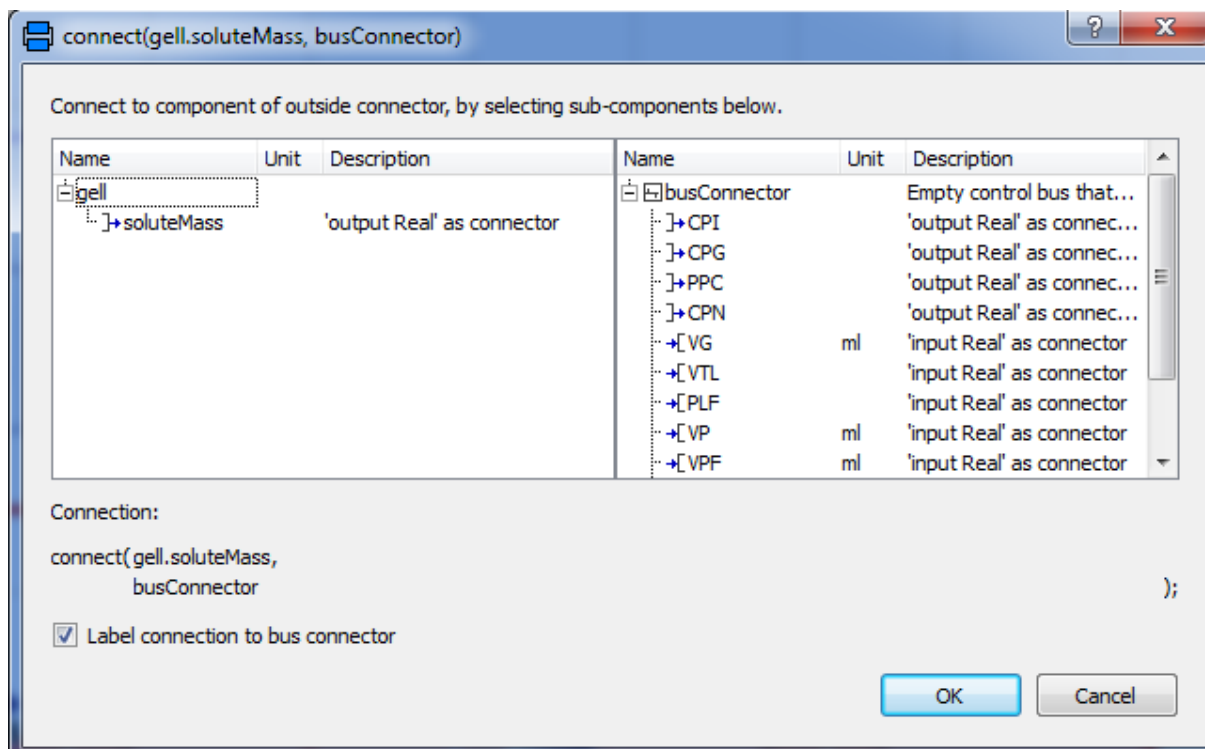 connect(gell.soluteMass, busConnector)
Connect to component of outside connector, by selecting sub-components below.
Name Unit Description Name Unit Description
gell busConnector Empty control bus that...
soluteMass 'output Real' as connector CPI 'output Real' as connec...
CPG 'output Real' as connec...
PPC 'output Real' as connec...
CPN 'output Real' as connec...
VG ml 'input Real' as connector
VTL 'input Real' as connector
PLF 'input Real' as connector
VP ml 'input Real' as connector
VPF ml 'input Real' as connector
Connection:
connect( gell.soluteMass,
busConnector );
Label connection to bus connector
OK Cancel